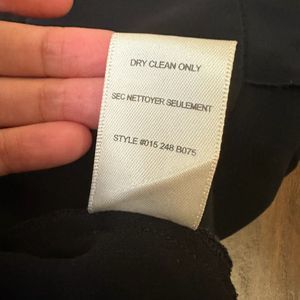 DRY CLEAN ONLY
SEC NETTOYER SEULEMENT
STYLE #015 248 B075